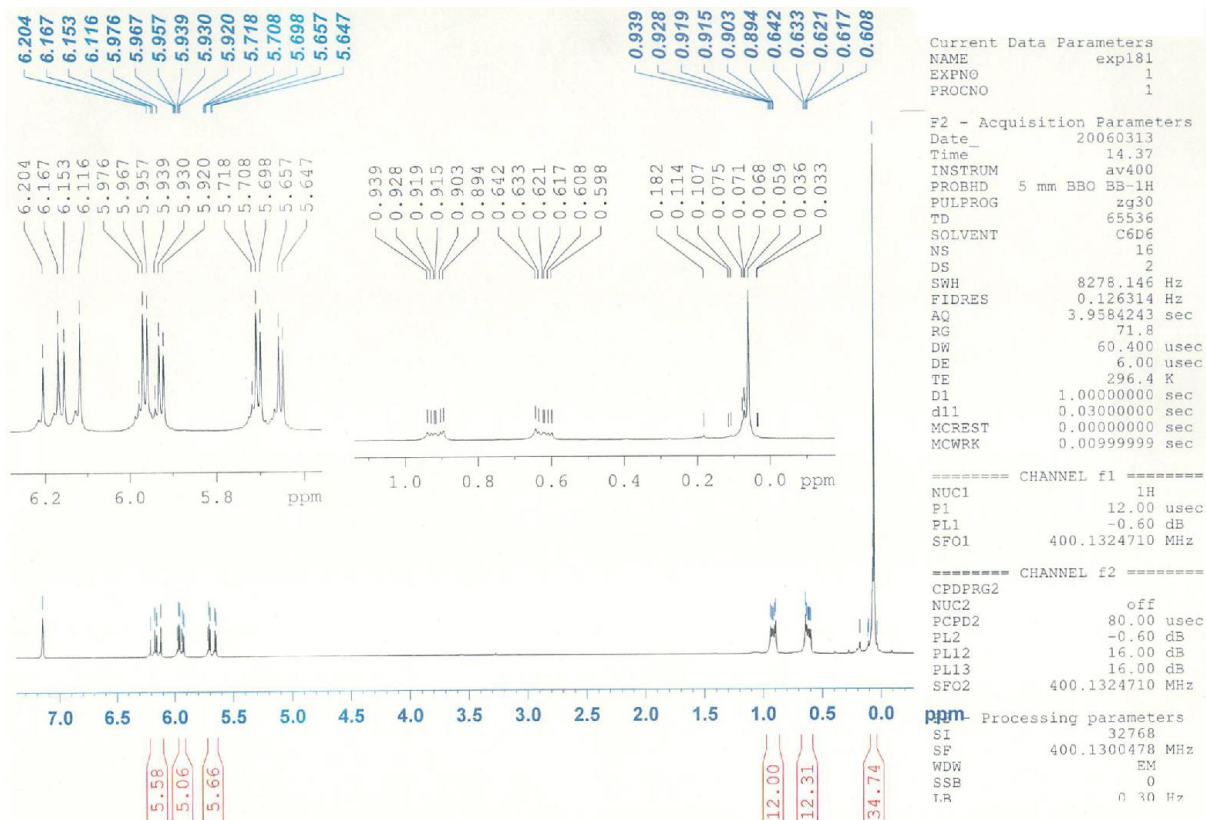 6.204
6.167
6.153
6.116
5.976
5.967
5.957
5.939
5.930
5.920
5.718
5.708
5.698
5.657
5.647
0.939
0.928
0.919
0.915
0.903
0.894
0.642
0.633
0.621
0.617
0.608
6.204
6.167
6.153
6.116
5.976
5.967
5.957
5.939
5.930
5.920
5.718
5.708
5.698
5.657
5.647
0.939
0.928
0.919
0.915
0.903
0.894
0.642
0.633
0.621
0.617
0.608
0.598
0.182
0.114
0.107
0.075
0.071
0.068
0.059
0.036
0.033
6.2 6.0 5.8 ppm
1.0 0.8 0.6 0.4 0.2 0.0 ppm
7.0 6.5 6.0 5.5 5.0 4.5 4.0 3.5 3.0 2.5 2.0 1.5 1.0 0.5 0.0 ppm
5.58
5.06
5.66
12.00
12.31
34.74
Current Data Parameters
NAME exp181
EXPNO 1
PROCNO 1
F2 - Acquisition Parameters
Date_ 20060313
Time 14.37
INSTRUM av400
PROBHD 5 mm BBO BB-1H
PULPROG zg30
TD 65536
SOLVENT C6D6
NS 16
DS 2
SWH 8278.146 Hz
FIDRES 0.126314 Hz
AQ 3.9584243 sec
RG 71.8
DW 60.400 usec
DE 6.00 usec
TE 296.4 K
D1 1.00000000 sec
d11 0.03000000 sec
MCREST 0.00000000 sec
MCWRK 0.00999999 sec
======== CHANNEL f1 ========
NUC1 1H
P1 12.00 usec
PL1 -0.60 dB
SFO1 400.1324710 MHz
======== CHANNEL f2 ========
CPDPRG2
NUC2 off
PCPD2 80.00 usec
PL2 -0.60 dB
PL12 16.00 dB
PL13 16.00 dB
SFO2 400.1324710 MHz
- Processing parameters
SI 32768
SF 400.1300478 MHz
WDW EM
SSB 0
LB 0.30 Hz